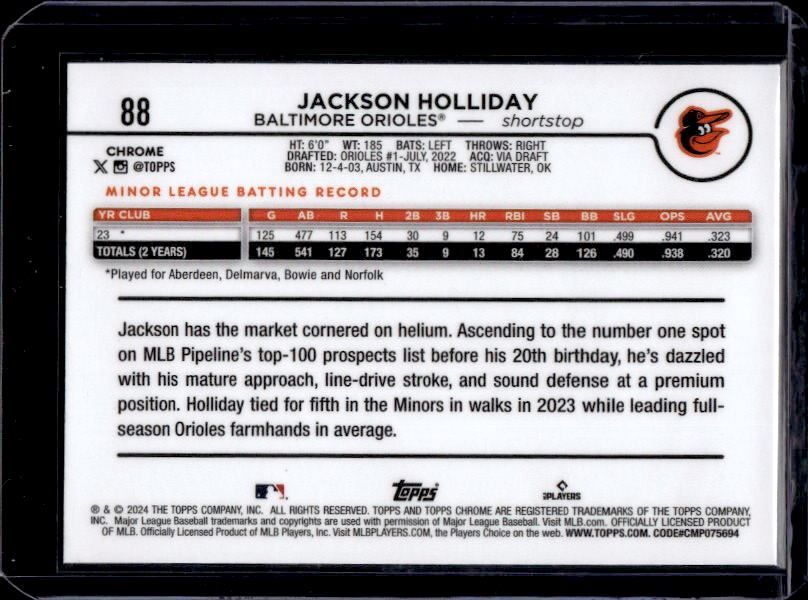 88
JACKSON HOLLIDAY
BALTIMORE ORIOLES® — shortstop
CHROME
X @TOPPS
HT: 6'0" WT: 185 BATS: LEFT THROWS: RIGHT
DRAFTED: ORIOLES #1-JULY, 2022 ACQ: VIA DRAFT
BORN: 12-4-03, AUSTIN, TX HOME: STILLWATER, OK
MINOR LEAGUE BATTING RECORD
YR CLUB G AB R H 2B 3B HR RBI SB BB SLG OPS AVG
23 * 125 477 113 154 30 9 12 75 24 101 .499 .941 .323
TOTALS (2 YEARS) 145 541 127 173 35 9 13 84 28 126 .490 .938 .320
*Played for Aberdeen, Delmarva, Bowie and Norfolk
Jackson has the market cornered on helium. Ascending to the number one spot
on MLB Pipeline's top-100 prospects list before his 20th birthday, he's dazzled
with his mature approach, line-drive stroke, and sound defense at a premium
position. Holliday tied for fifth in the Minors in walks in 2023 while leading full-
season Orioles farmhands in average.
Topps
PLAYERS
® & © 2024 THE TOPPS COMPANY, INC. ALL RIGHTS RESERVED. TOPPS AND TOPPS CHROME ARE REGISTERED TRADEMARKS OF THE TOPPS COMPANY,
INC. Major League Baseball trademarks and copyrights are used with permission of Major League Baseball. Visit MLB.com. OFFICIALLY LICENSED PRODUCT
OF MLB. Officially Licensed Product of MLB Players, Inc. Visit MLBPLAYERS.COM, the Players Choice on the web. WWW.TOPPS.COM. CODE#CMP075694